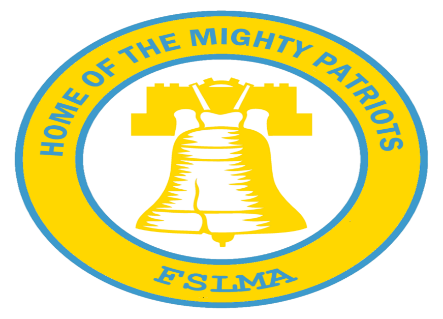 HOME OF THE MIGHTY PATRIOTS
FSLMA